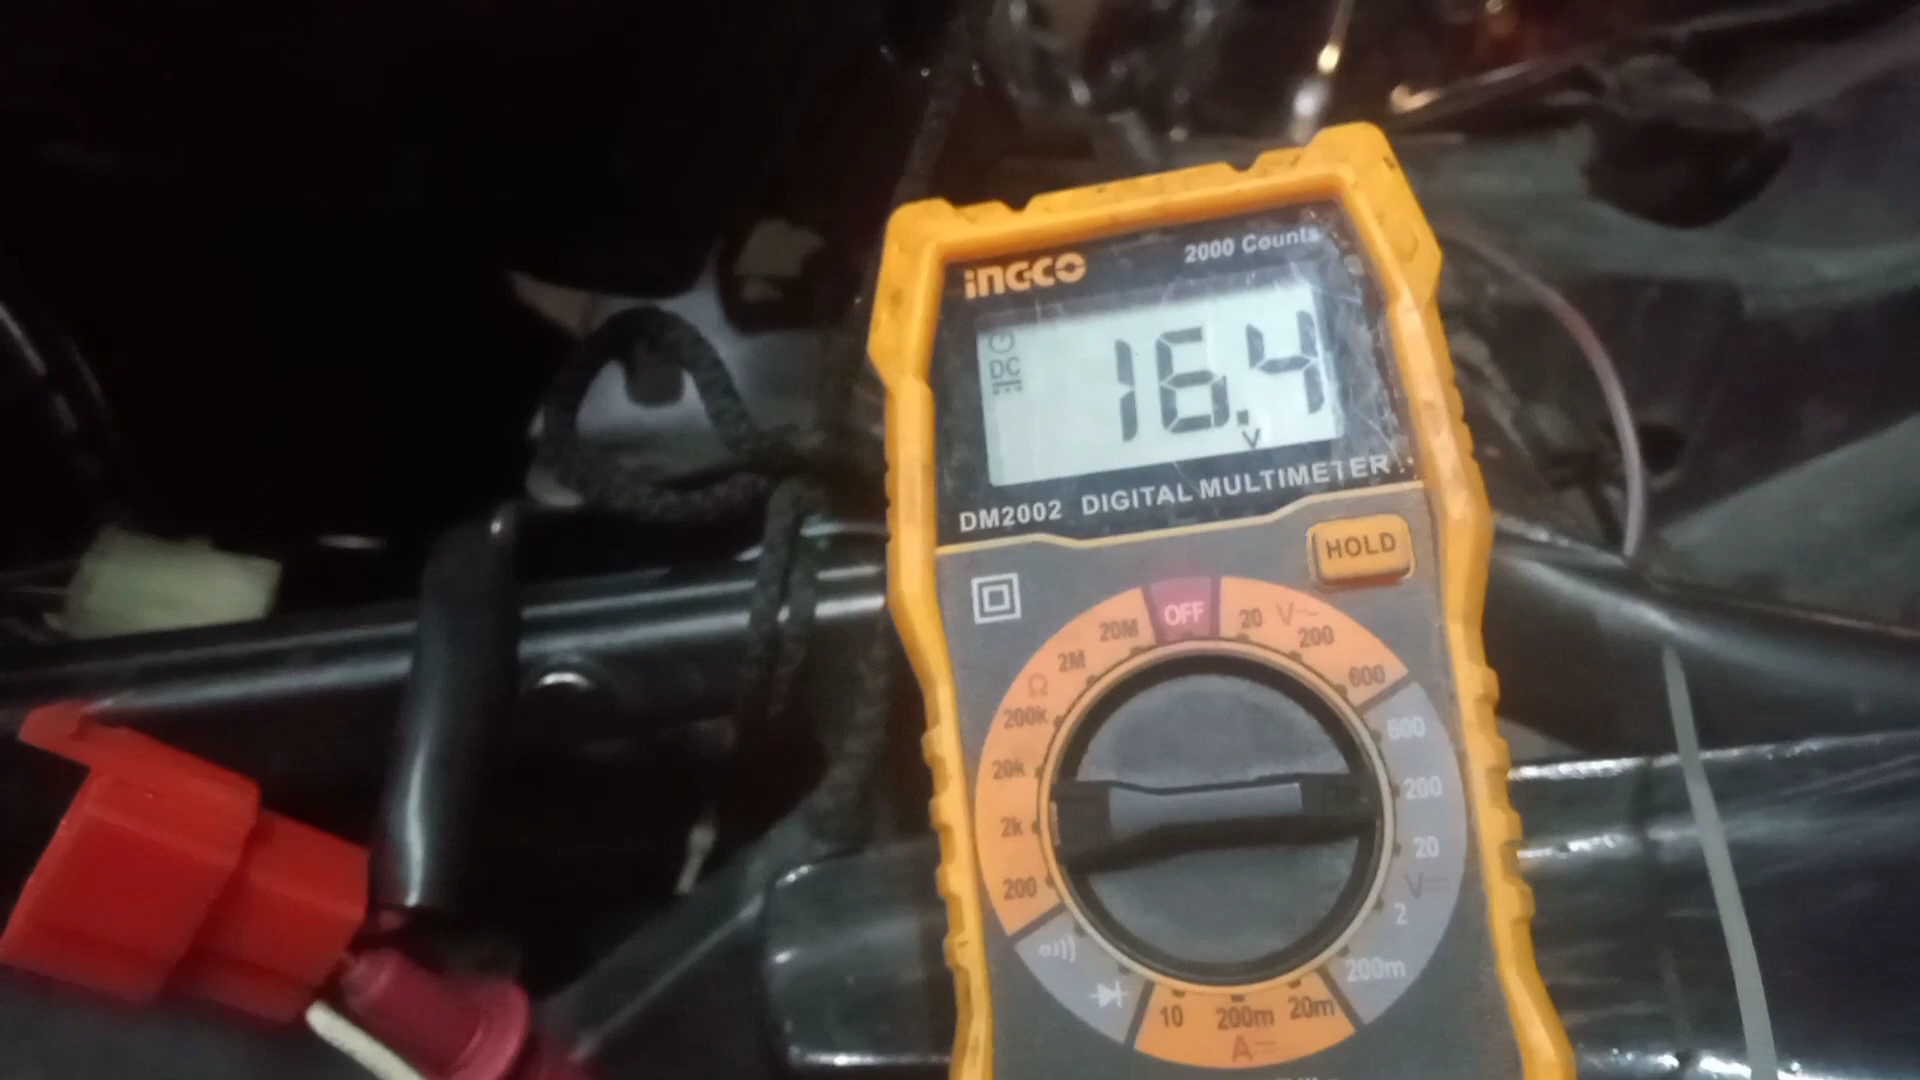 INGCO
2000 Counts
DC
16.4
V
DM2002 DIGITAL MULTIMETER
HOLD
OFF
20 V~
200
600
600
200
20
V
2
200m
20m
200m
10
A
20M
2M
Ω
200k
20k
2k
200